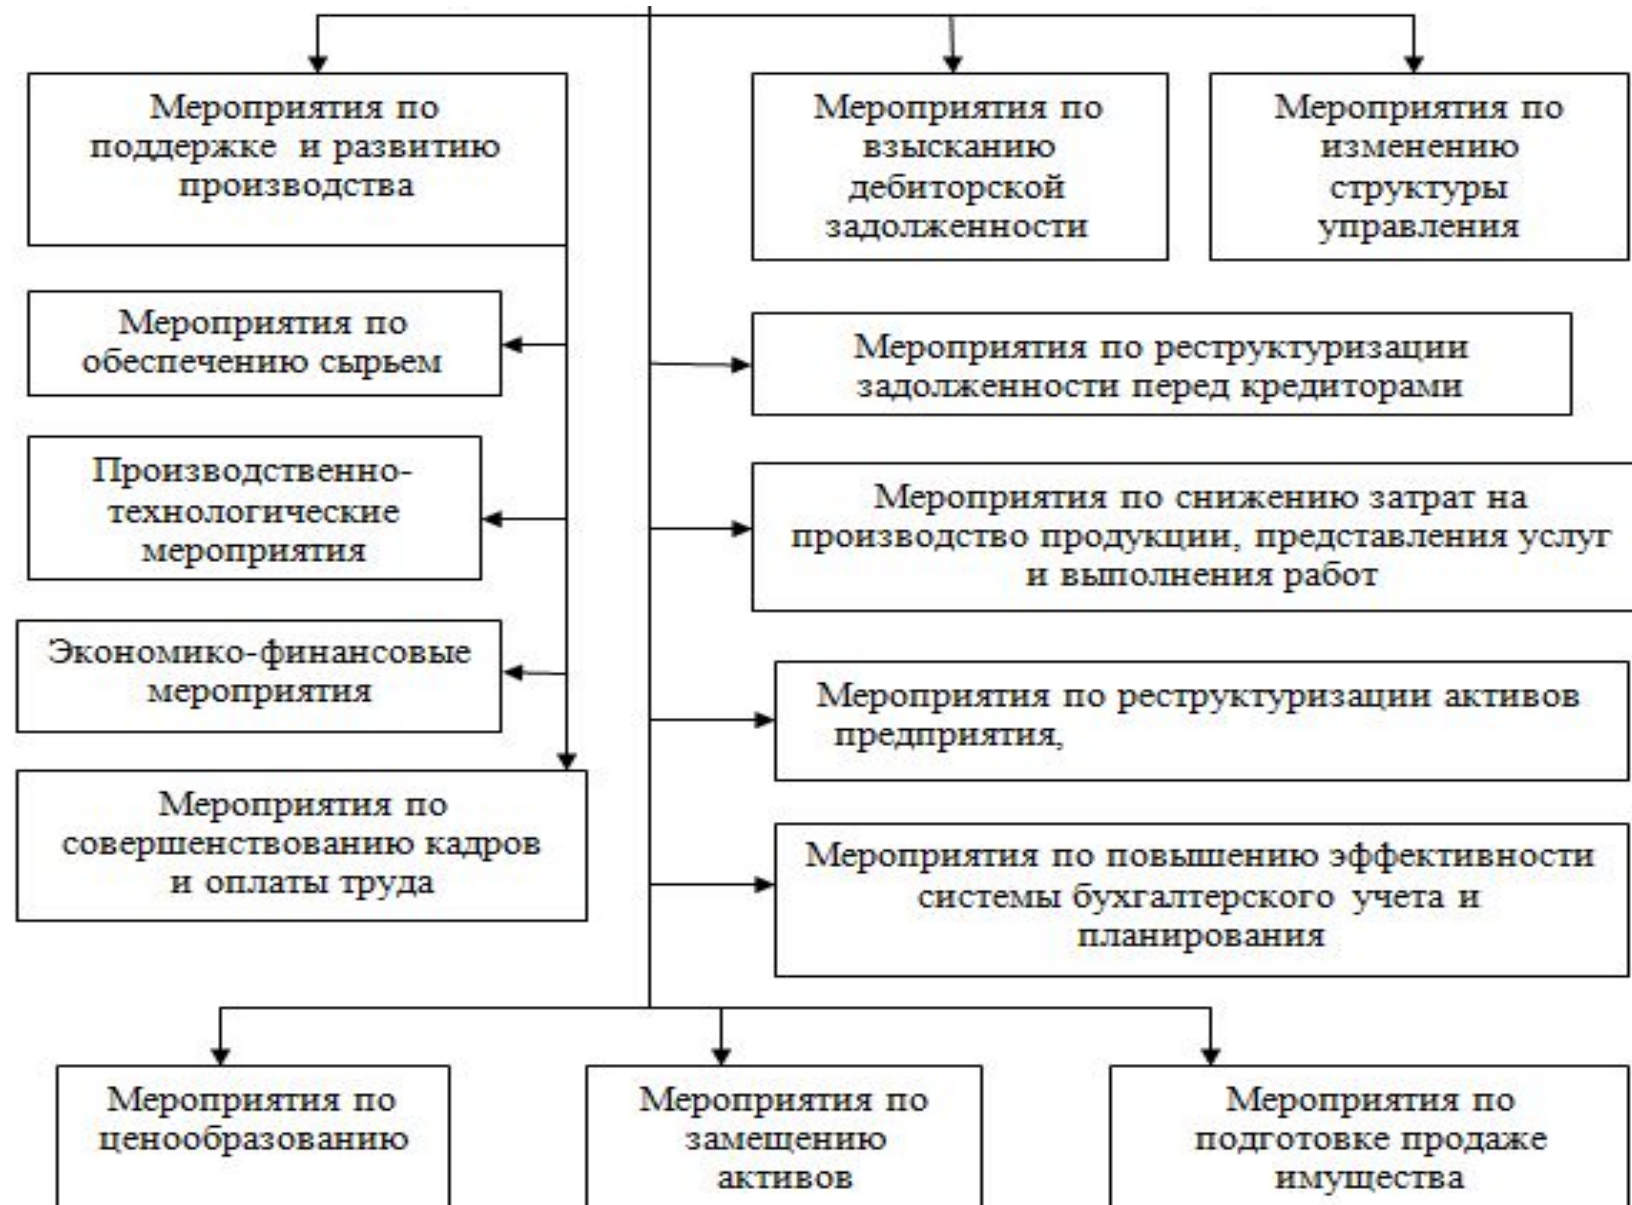 Мероприятия по
поддержке и развитию
производства
Мероприятия по
взысканию
дебиторской
задолженности
Мероприятия по
изменению
структуры
управления
Мероприятия по
обеспечению сырьем
Мероприятия по реструктуризации
задолженности перед кредиторами
Производственно-
технологические
мероприятия
Мероприятия по снижению затрат на
производство продукции, представления услуг
и выполнения работ
Экономико-финансовые
мероприятия
Мероприятия по реструктуризации активов
предприятия,
Мероприятия по
совершенствованию кадров
и оплаты труда
Мероприятия по повышению эффективности
системы бухгалтерского учета и
планирования
Мероприятия по
ценообразованию
Мероприятия по
замещению
активов
Мероприятия по
подготовке продаже
имущества